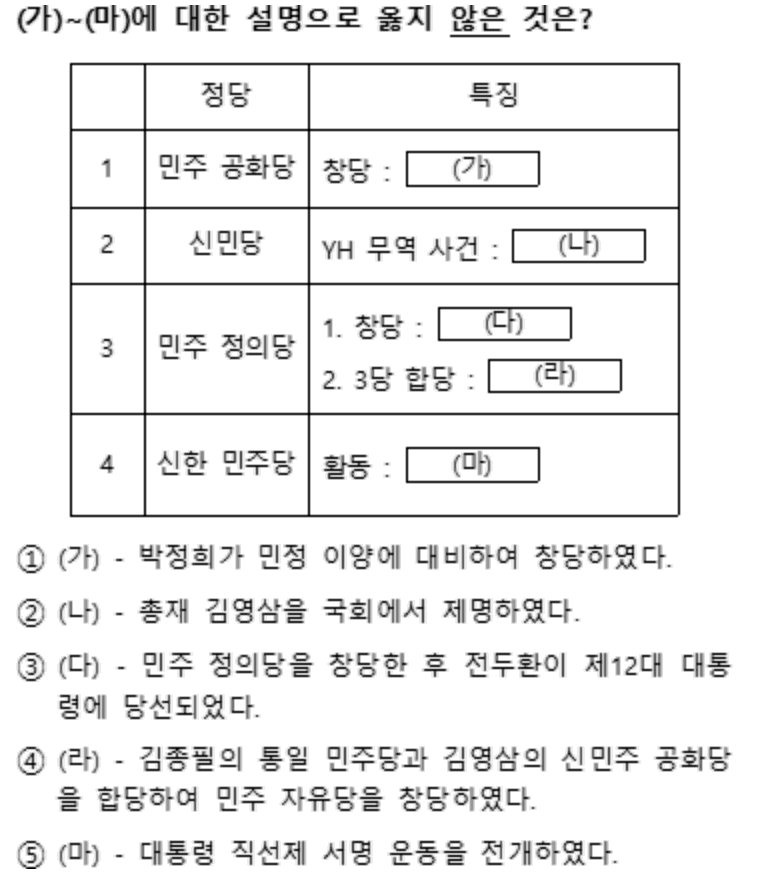 (가)~(마)에 대한 설명으로 옳지 않은 것은?
정당 특징
1 민주 공화당 창당 : (가)
2 신민당 YH 무역 사건 : (나)
3 민주 정의당 1. 창당 : (다)
2. 3당 합당 : (라)
4 신한 민주당 활동 : (마)
① (가) - 박정희가 민정 이양에 대비하여 창당하였다.
② (나) - 총재 김영삼을 국회에서 제명하였다.
③ (다) - 민주 정의당을 창당한 후 전두환이 제12대 대통
령에 당선되었다.
④ (라) - 김종필의 통일 민주당과 김영삼의 신민주 공화당
을 합당하여 민주 자유당을 창당하였다.
⑤ (마) - 대통령 직선제 서명 운동을 전개하였다.